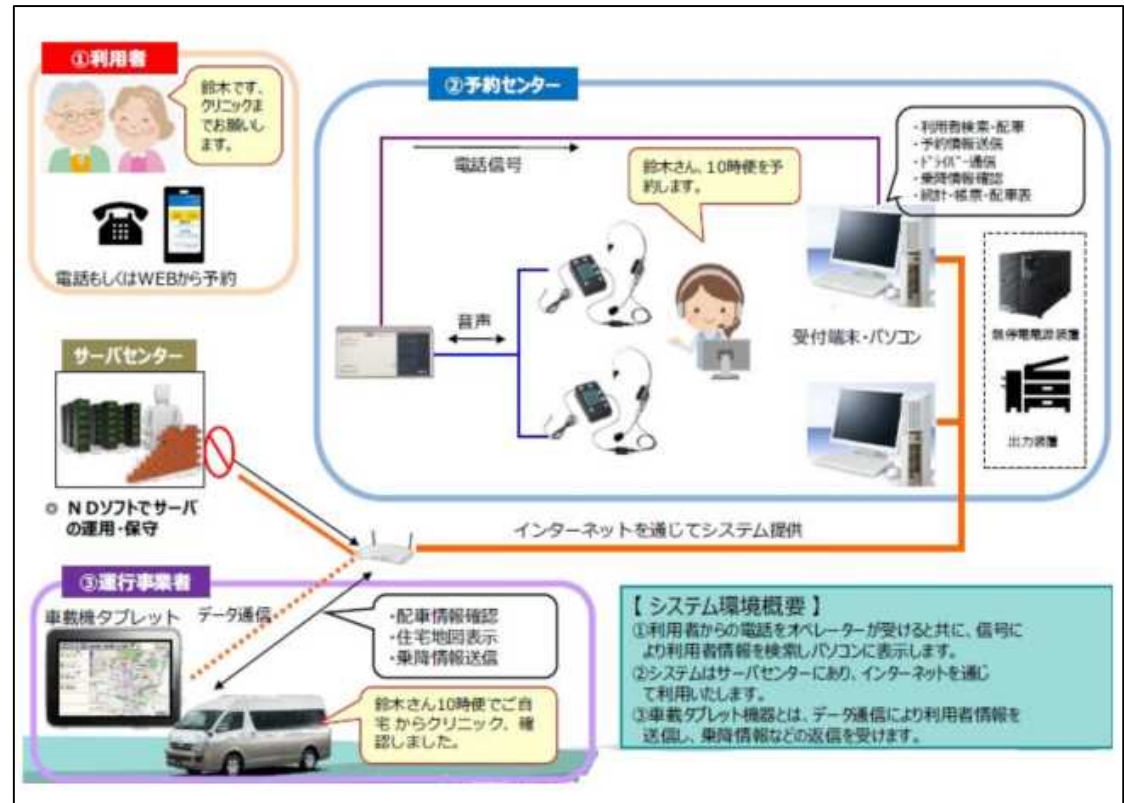 ①利用者
鈴木です、
クリニックま
でお願いし
ます。
電話もしくはWEBから予約
②予約センター
電話信号
音声
鈴木さん、10時便を予
約します。
・利用者検索・配車
・予約情報送信
・ドライバー通信
・乗降情報確認
・統計・帳票・配車表
受付端末・パソコン
無停電電源装置
出力装置
サーバセンター
◎ NDソフトでサーバ
の運用・保守
インターネットを通じてシステム提供
③運行事業者
車載機タブレット
データ通信
・配車情報確認
・住宅地図表示
・乗降情報送信
鈴木さん10時便でご自
宅からクリニック、確
認しました。
【 システム環境概要 】
①利用者からの電話をオペレーターが受けると共に、信号に
より利用者情報を検索しパソコンに表示します。
②システムはサーバセンターにあり、インターネットを通じ
て利用いたします。
③車載タブレット機器とは、データ通信により利用者情報を
送信し、乗降情報などの返信を受けます。